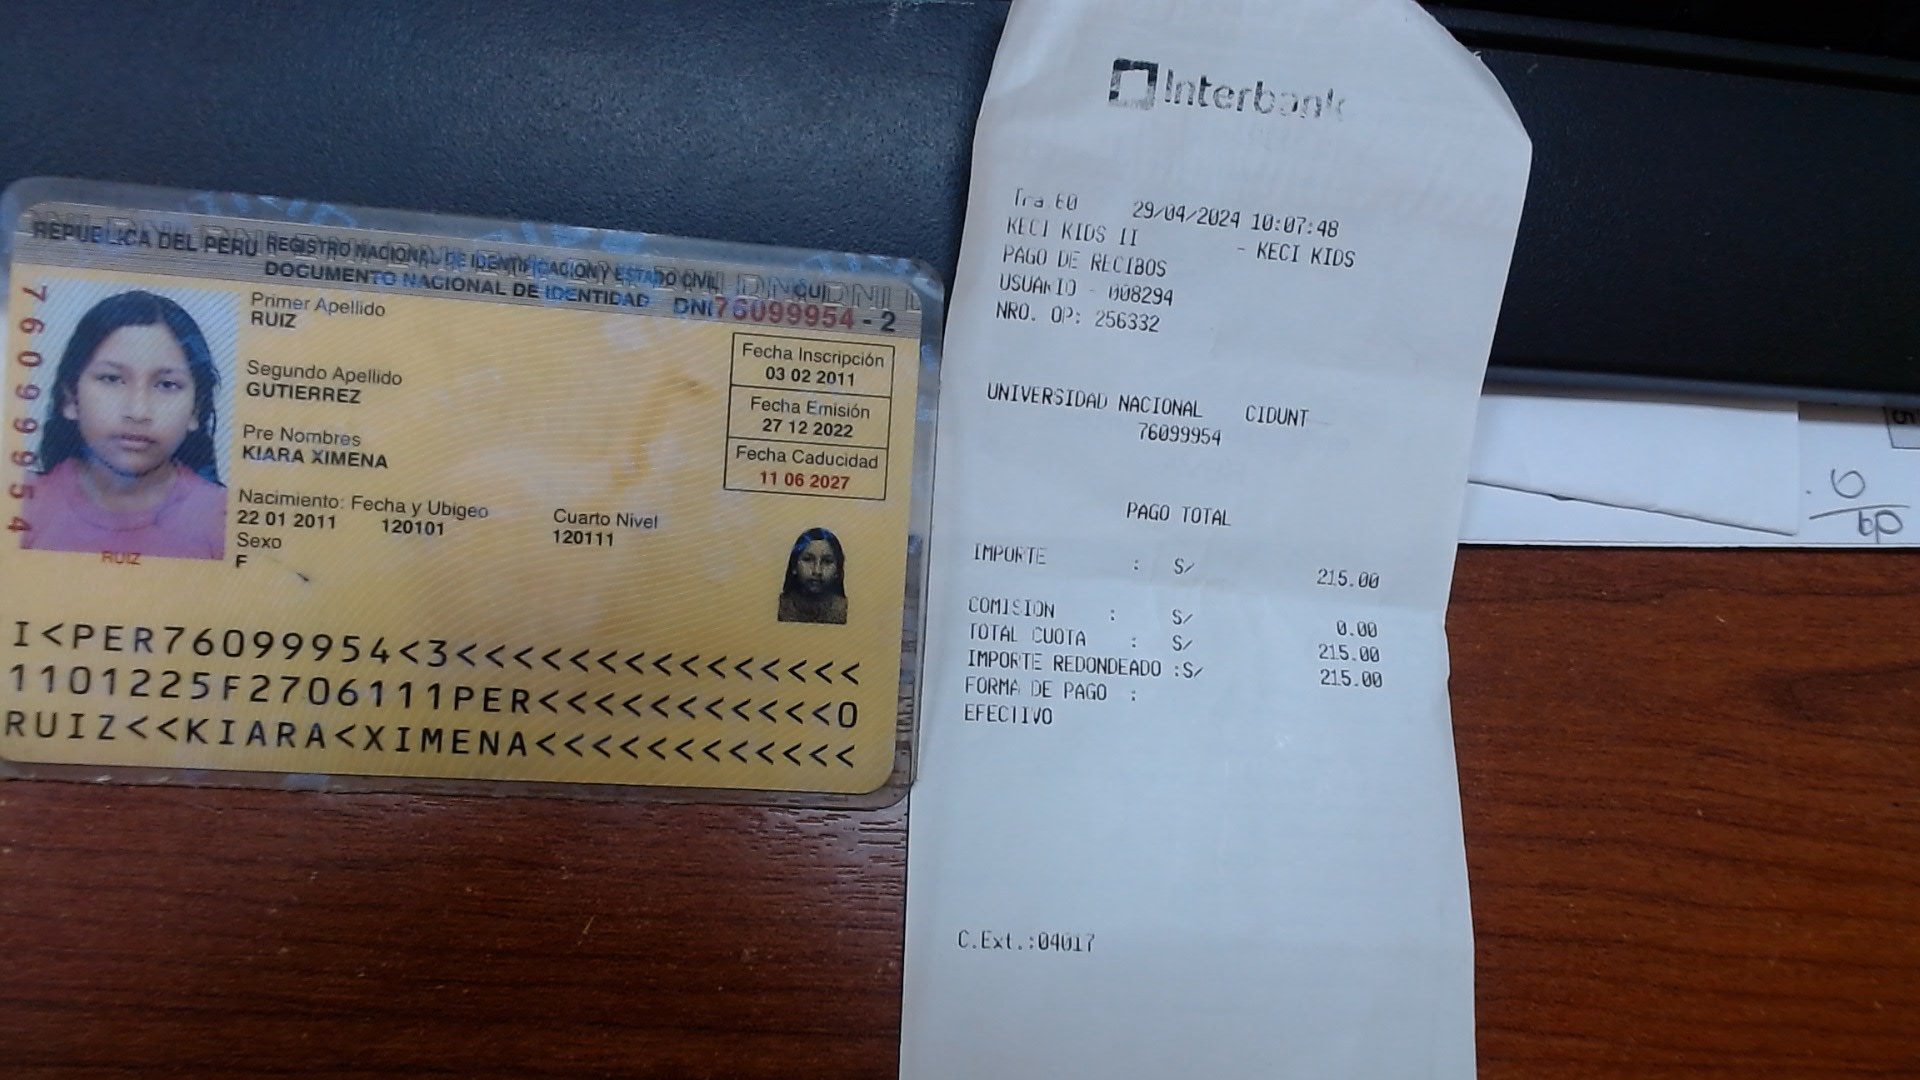 REPUBLICA DEL PERU REGISTRO NACIONAL DE IDENTIFICACION Y ESTADO CIVIL
DOCUMENTO NACIONAL DE IDENTIDAD
CUI
DNI 76099954 - 2
76099954
Primer Apellido
RUIZ
Segundo Apellido
GUTIERREZ
Pre Nombres
KIARA XIMENA
Nacimiento: Fecha y Ubigeo
22 01 2011 120101
Sexo
F
Cuarto Nivel
120111
Fecha Inscripción
03 02 2011
Fecha Emisión
27 12 2022
Fecha Caducidad
11 06 2027
RUIZ
I<PER76099954<3<<<<<<<<<<<<<<<
1101225F2706111PER<<<<<<<<<<<0
RUIZ<<KIARA<XIMENA<<<<<<<<<<<<
Interbank
Tra 60 29/04/2024 10:07:48
KECI KIDS II - KECI KIDS
PAGO DE RECIBOS
USUARIO - 008294
NRO. OP: 256332
UNIVERSIDAD NACIONAL CIDUNT
76099954
PAGO TOTAL
IMPORTE : S/ 215.00
COMISION : S/ 0.00
TOTAL CUOTA : S/ 215.00
IMPORTE REDONDEADO :S/ 215.00
FORMA DE PAGO :
EFECTIVO
C.Ext.:04017